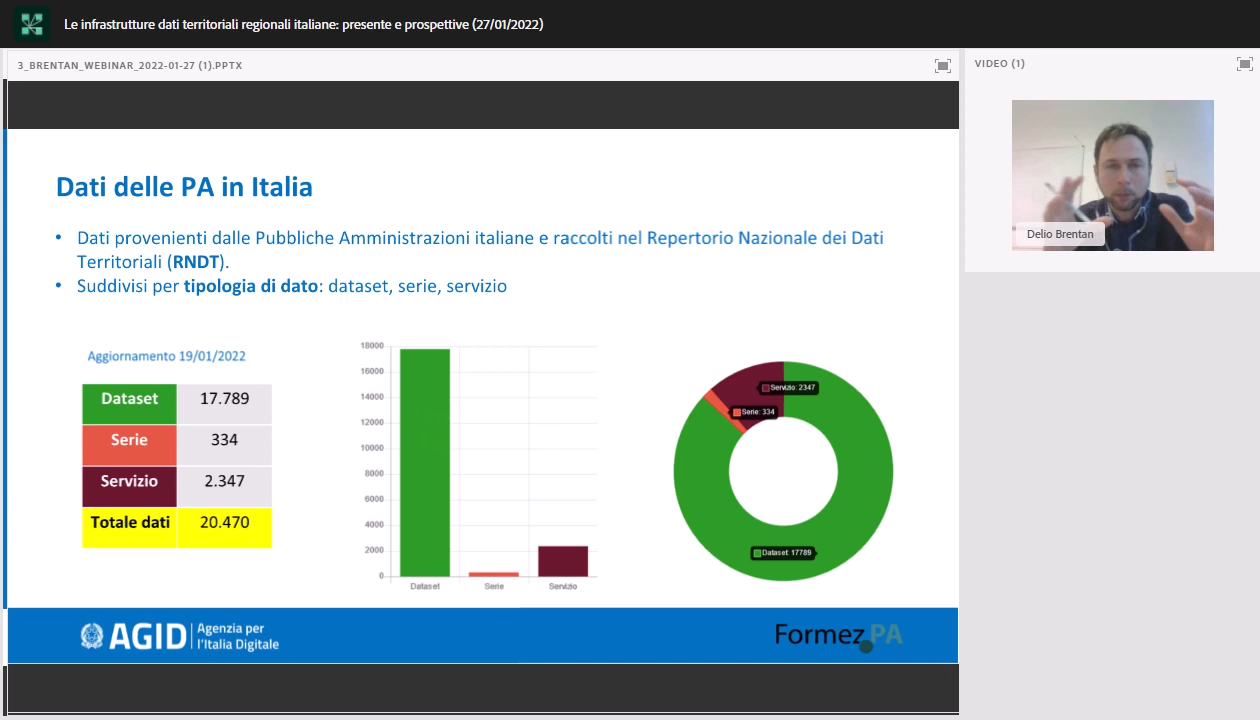 Le infrastrutture dati territoriali regionali italiane: presente e prospettive (27/01/2022)
3_BRENTAN_WEBINAR_2022-01-27 (1).PPTX
VIDEO (1)
Delio Brentan
Dati delle PA in Italia
• Dati provenienti dalle Pubbliche Amministrazioni italiane e raccolti nel Repertorio Nazionale dei Dati
Territoriali (RNDT).
• Suddivisi per tipologia di dato: dataset, serie, servizio
Aggiornamento 19/01/2022
Dataset 17.789
Serie 334
Servizio 2.347
Totale dati 20.470
18000
16000
14000
12000
10000
8000
6000
4000
2000
0
Dataset Serie Servizio
Servizio: 2347
Serie: 334
Dataset: 17789
AGID Agenzia per
l'Italia Digitale
Formez PA